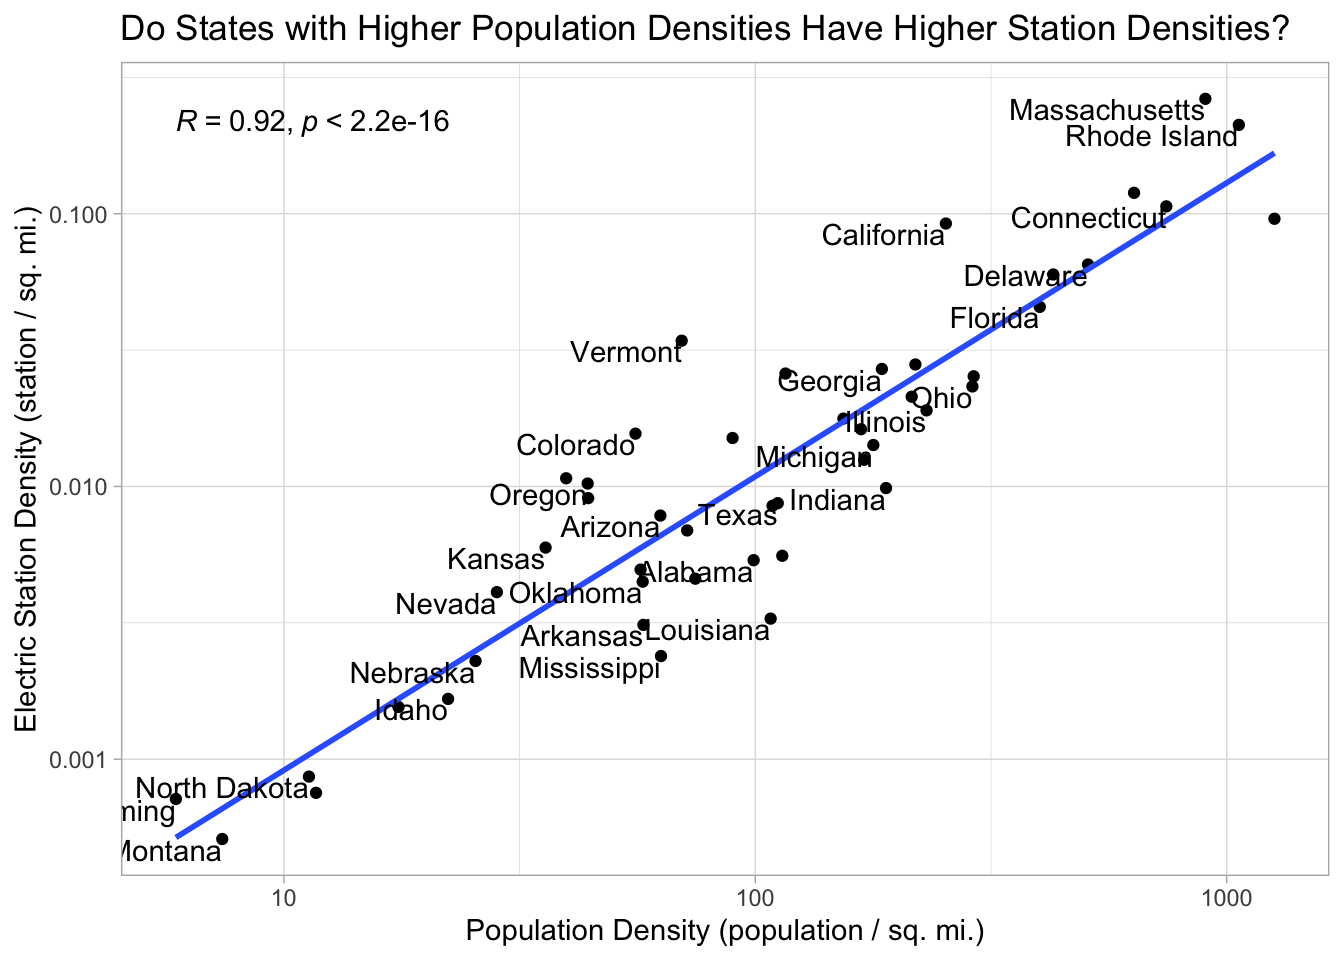 Do States with Higher Population Densities Have Higher Station Densities?
R = 0.92, p < 2.2e-16
Massachusetts
Rhode Island
0.100
Connecticut
California
Delaware
Florida
Vermont
Georgia
Ohio
Illinois
Colorado
Michigan
0.010
Oregon
Indiana
Texas
Arizona
Kansas
Alabama
Oklahoma
Nevada
Louisiana
Arkansas
Mississippi
Nebraska
Idaho
0.001
North Dakota
ming
Montana
10
100
1000
Population Density (population / sq. mi.)
Electric Station Density (station / sq. mi.)